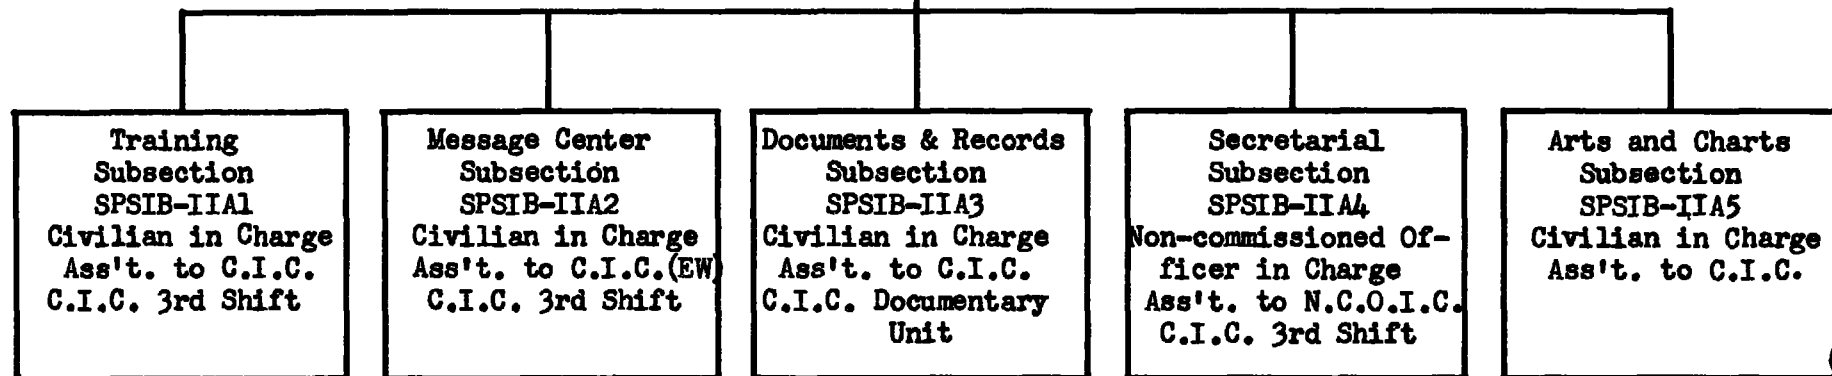 Training
Subsection
SPSIB-IIA1
Civilian in Charge
Ass't. to C.I.C.
C.I.C. 3rd Shift
Message Center
Subsection
SPSIB-IIA2
Civilian in Charge
Ass't. to C.I.C.(EW)
C.I.C. 3rd Shift
Documents & Records
Subsection
SPSIB-IIA3
Civilian in Charge
Ass't. to C.I.C.
C.I.C. Documentary
Unit
Secretarial
Subsection
SPSIB-IIA4
Non-commissioned Of-
ficer in Charge
Ass't. to N.C.O.I.C.
C.I.C. 3rd Shift
Arts and Charts
Subsection
SPSIB-IIA5
Civilian in Charge
Ass't. to C.I.C.